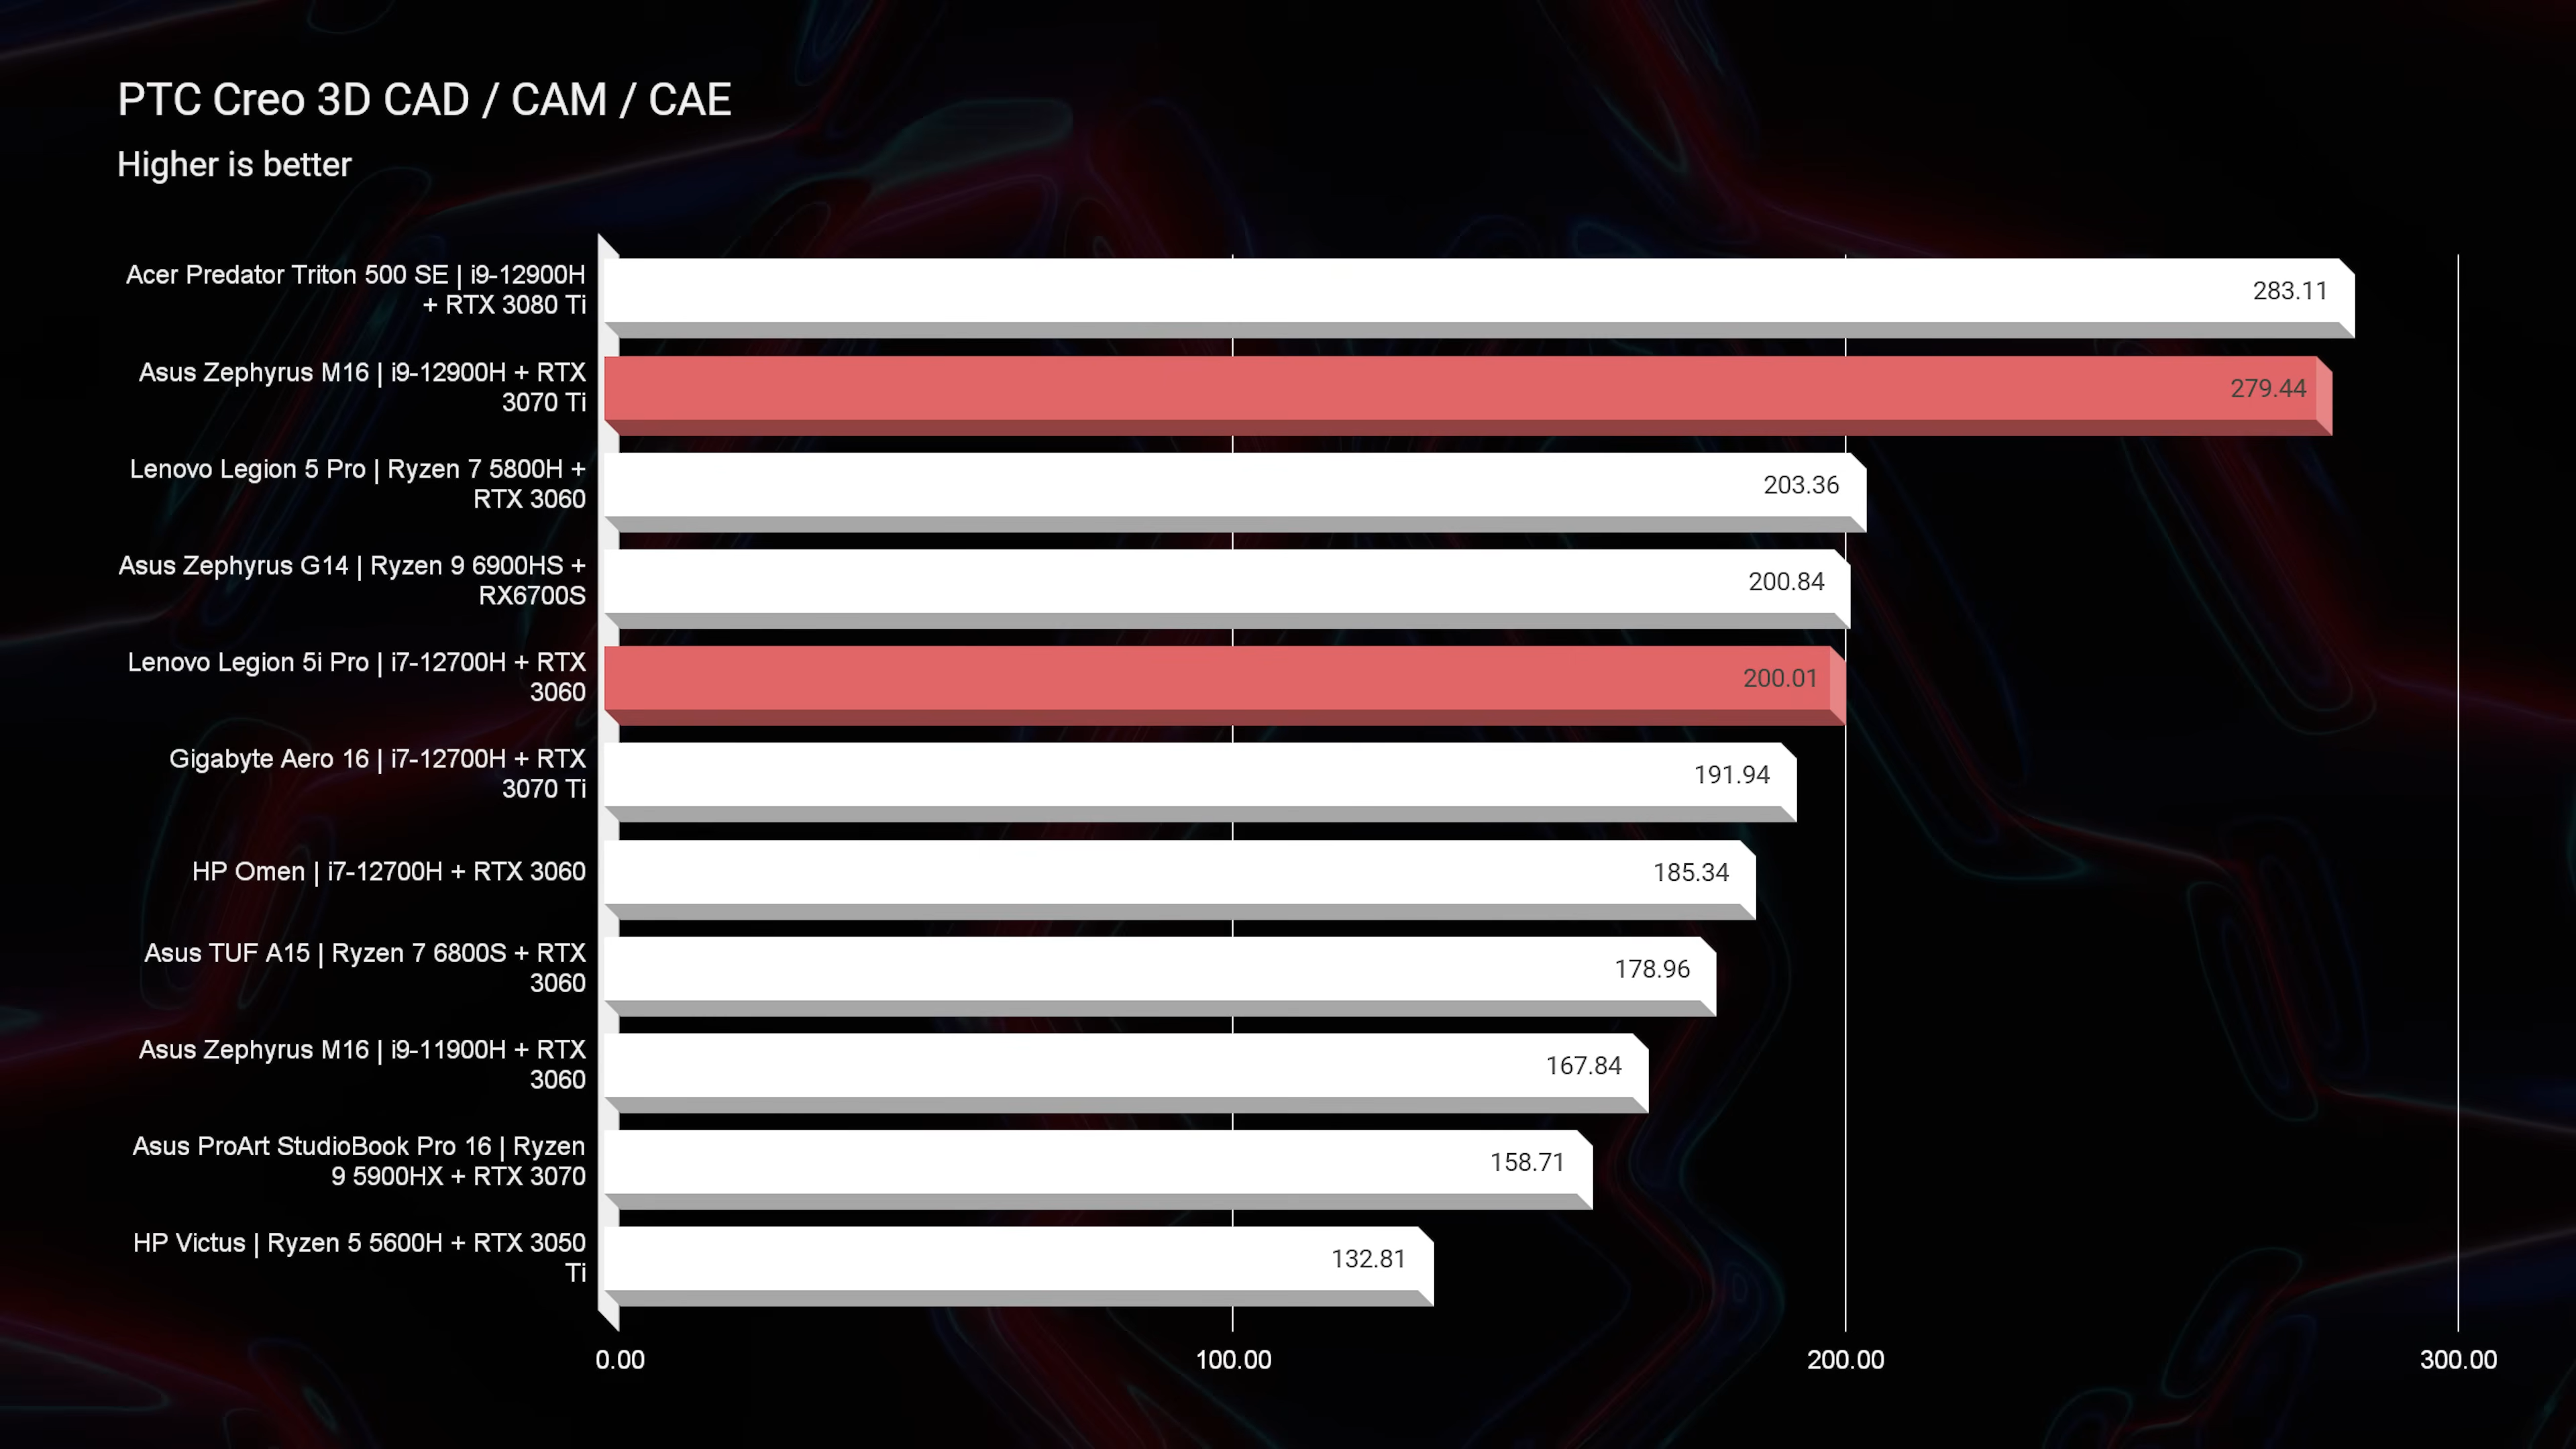 PTC Creo 3D CAD / CAM / CAE
Higher is better
Acer Predator Triton 500 SE | i9-12900H
+ RTX 3080 Ti
283.11
Asus Zephyrus M16 | i9-12900H + RTX
3070 Ti
279.44
Lenovo Legion 5 Pro | Ryzen 7 5800H +
RTX 3060
203.36
Asus Zephyrus G14 | Ryzen 9 6900HS +
RX6700S
200.84
Lenovo Legion 5i Pro | i7-12700H + RTX
3060
200.01
Gigabyte Aero 16 | i7-12700H + RTX
3070 Ti
191.94
HP Omen | i7-12700H + RTX 3060
185.34
Asus TUF A15 | Ryzen 7 6800S + RTX
3060
178.96
Asus Zephyrus M16 | i9-11900H + RTX
3060
167.84
Asus ProArt StudioBook Pro 16 | Ryzen
9 5900HX + RTX 3070
158.71
HP Victus | Ryzen 5 5600H + RTX 3050
Ti
132.81
0.00 100.00 200.00 300.00